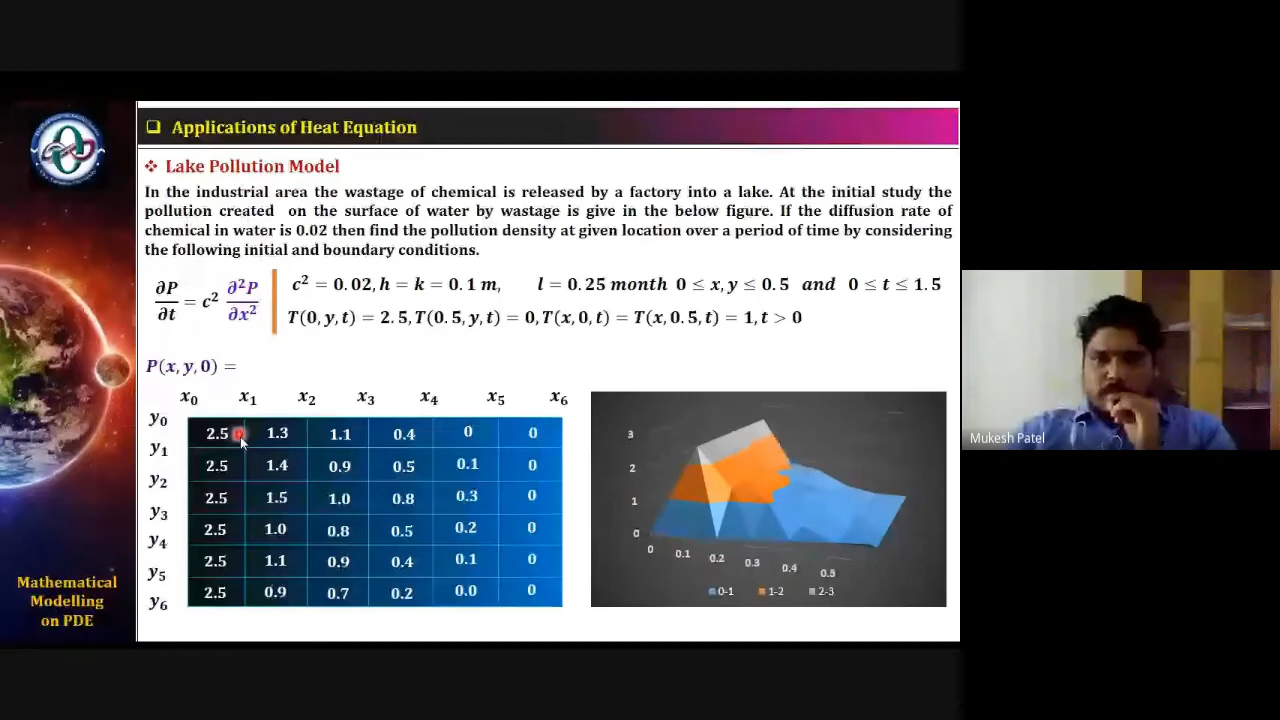 ❑ Applications of Heat Equation
❖ Lake Pollution Model
In the industrial area the wastage of chemical is released by a factory into a lake. At the initial study the
pollution created on the surface of water by wastage is give in the below figure. If the diffusion rate of
chemical in water is 0.02 then find the pollution density at given location over a period of time by considering
the following initial and boundary conditions.
∂P/∂t = c² ∂²P/∂x²
c² = 0.02, h = k = 0.1 m, l = 0.25 month 0 ≤ x, y ≤ 0.5 and 0 ≤ t ≤ 1.5
T(0, y, t) = 2.5, T(0.5, y, t) = 0, T(x, 0, t) = T(x, 0.5, t) = 1, t > 0
P(x, y, 0) =
x₀ x₁ x₂ x₃ x₄ x₅ x₆
y₀
2.5 1.3 1.1 0.4 0 0
y₁
2.5 1.4 0.9 0.5 0.1 0
y₂
2.5 1.5 1.0 0.8 0.3 0
y₃
2.5 1.0 0.8 0.5 0.2 0
y₄
2.5 1.1 0.9 0.4 0.1 0
y₅
2.5 0.9 0.7 0.2 0.0 0
y₆
3
2
1
0
0 0.1 0.2 0.3 0.4 0.5
0-1 1-2 2-3
Mathematical
Modelling
on PDE
Mukesh Patel